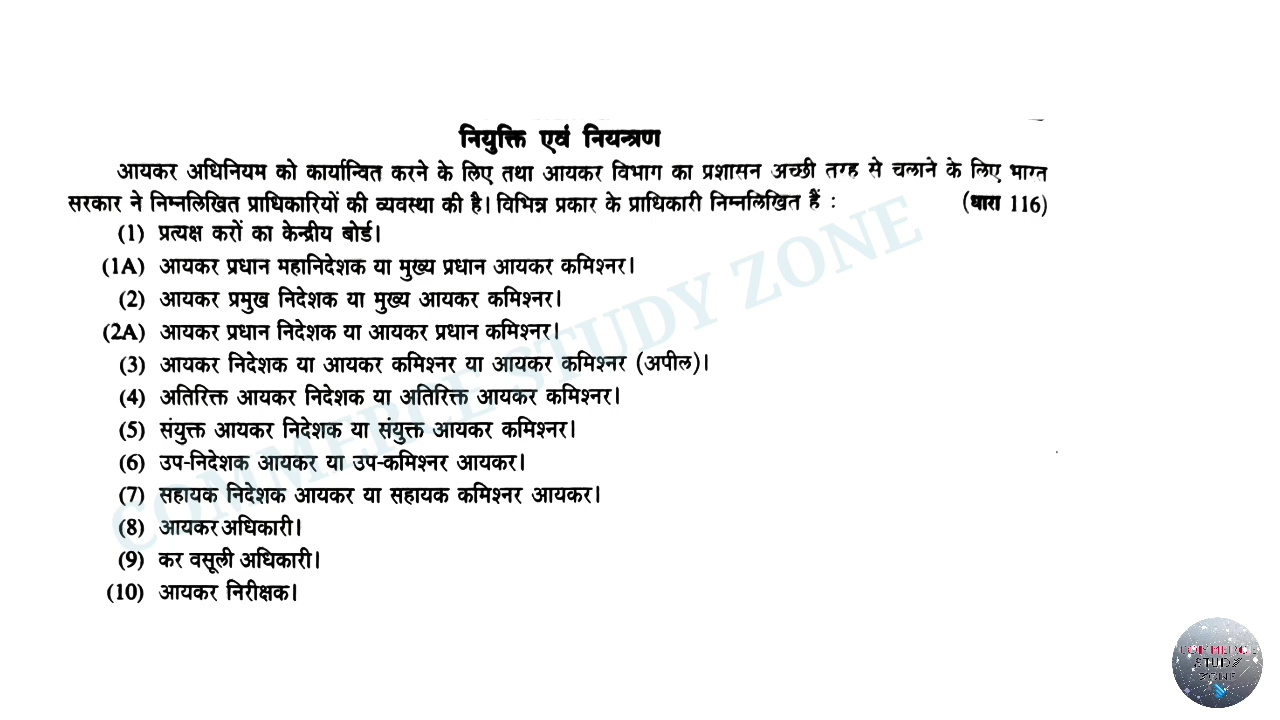 नियुक्ति एवं नियन्त्रण
आयकर अधिनियम को कार्यान्वित करने के लिए तथा आयकर विभाग का प्रशासन अच्छी तरह से चलाने के लिए भारत
सरकार ने निम्नलिखित प्राधिकारियों की व्यवस्था की है। विभिन्न प्रकार के प्राधिकारी निम्नलिखित हैं : (धारा 116)
(1) प्रत्यक्ष करों का केन्द्रीय बोर्ड।
(1A) आयकर प्रधान महानिदेशक या मुख्य प्रधान आयकर कमिश्नर।
(2) आयकर प्रमुख निदेशक या मुख्य आयकर कमिश्नर।
(2A) आयकर प्रधान निदेशक या आयकर प्रधान कमिश्नर।
(3) आयकर निदेशक या आयकर कमिश्नर या आयकर कमिश्नर (अपील)।
(4) अतिरिक्त आयकर निदेशक या अतिरिक्त आयकर कमिश्नर।
(5) संयुक्त आयकर निदेशक या संयुक्त आयकर कमिश्नर।
(6) उप-निदेशक आयकर या उप-कमिश्नर आयकर।
(7) सहायक निदेशक आयकर या सहायक कमिश्नर आयकर।
(8) आयकर अधिकारी।
(9) कर वसूली अधिकारी।
(10) आयकर निरीक्षक।
COMMERCE STUDY ZONE
COMMERCE
STUDY
ZONE